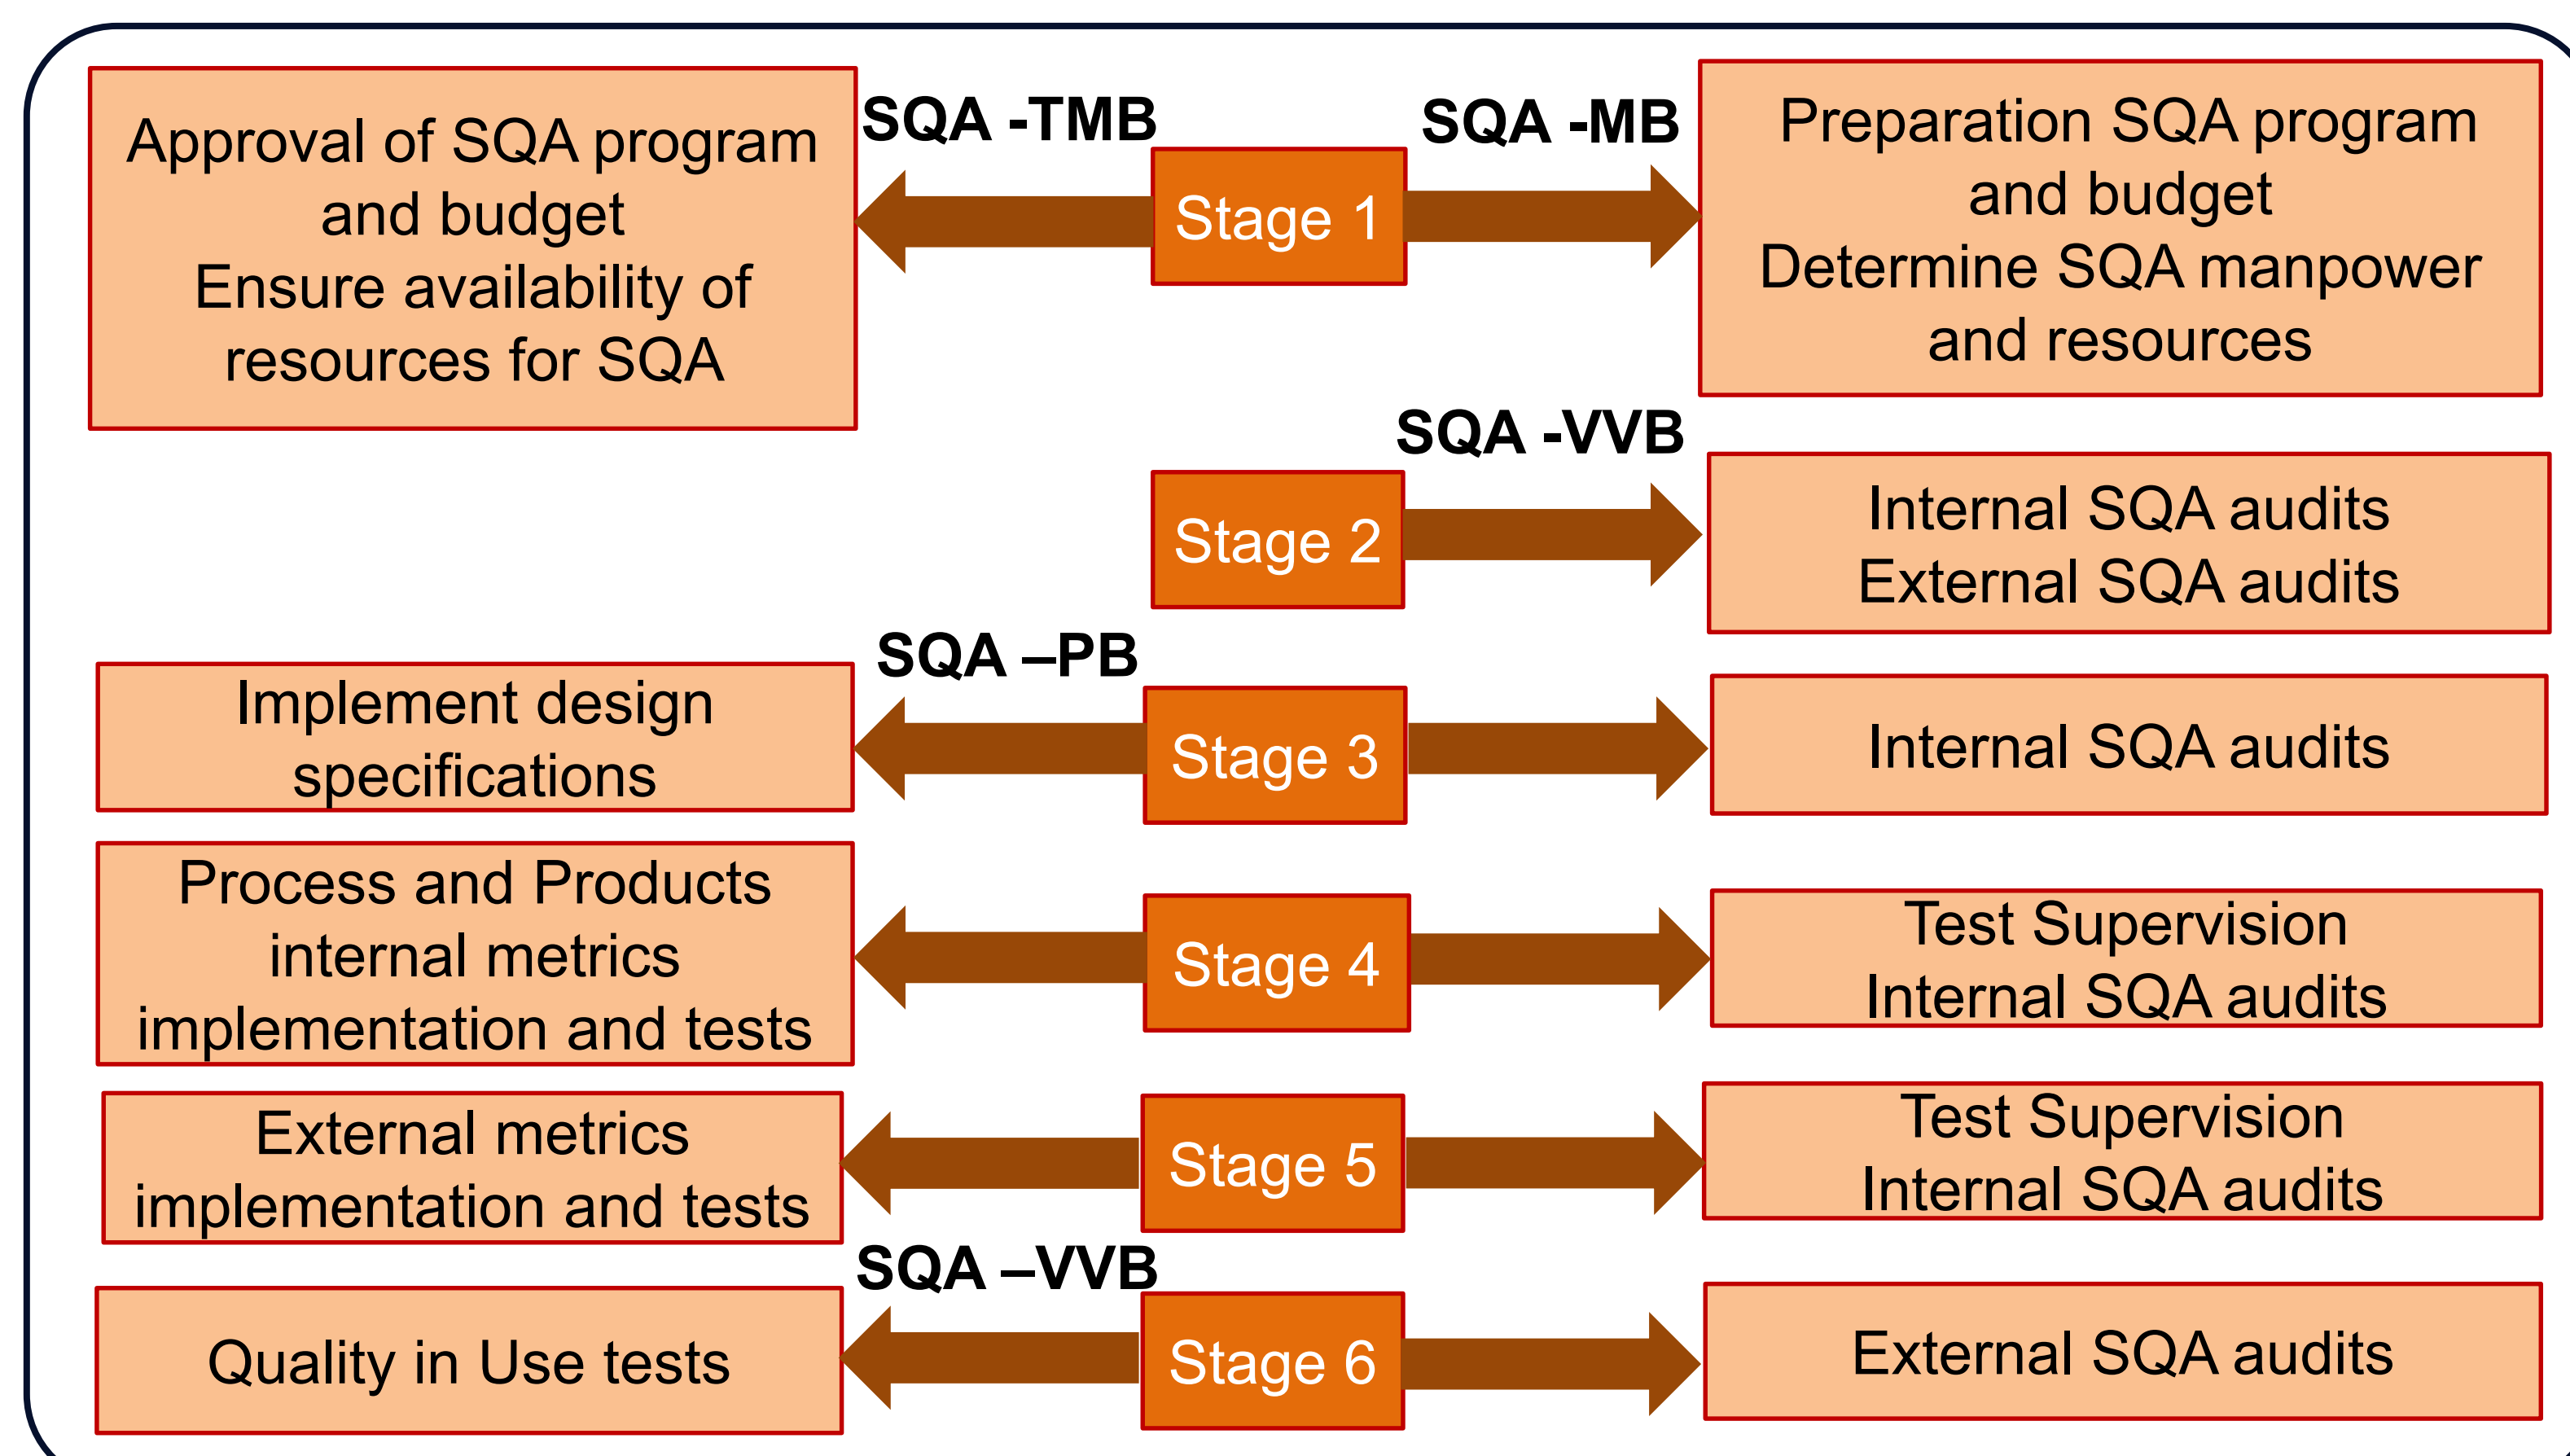 Approval of SQA program
and budget
Ensure availability of
resources for SQA
SQA -TMB
Stage 1
SQA -MB
Preparation SQA program
and budget
Determine SQA manpower
and resources
Stage 2
SQA -VVB
Internal SQA audits
External SQA audits
Implement design
specifications
SQA –PB
Stage 3
Internal SQA audits
Process and Products
internal metrics
implementation and tests
Stage 4
Test Supervision
Internal SQA audits
External metrics
implementation and tests
Stage 5
Test Supervision
Internal SQA audits
Quality in Use tests
SQA –VVB
Stage 6
External SQA audits